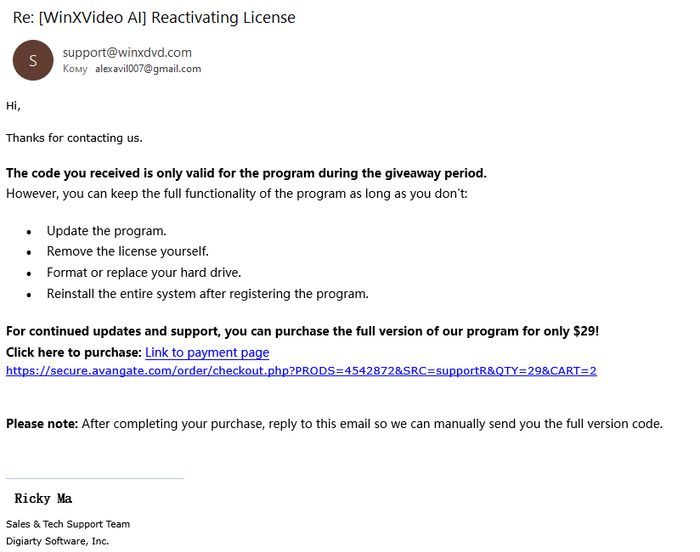 Re: [WinXVideo AI] Reactivating License
S
support@winxdvd.com
Кому alexavil007@gmail.com
Hi,
Thanks for contacting us.
The code you received is only valid for the program during the giveaway period.
However, you can keep the full functionality of the program as long as you don't:
• Update the program.
• Remove the license yourself.
• Format or replace your hard drive.
• Reinstall the entire system after registering the program.
For continued updates and support, you can purchase the full version of our program for only $29!
Click here to purchase: Link to payment page
https://secure.avangate.com/order/checkout.php?PRODS=4542872&SRC=supportR&QTY=29&CART=2
Please note: After completing your purchase, reply to this email so we can manually send you the full version code.
Ricky Ma
Sales & Tech Support Team
Digiarty Software, Inc.